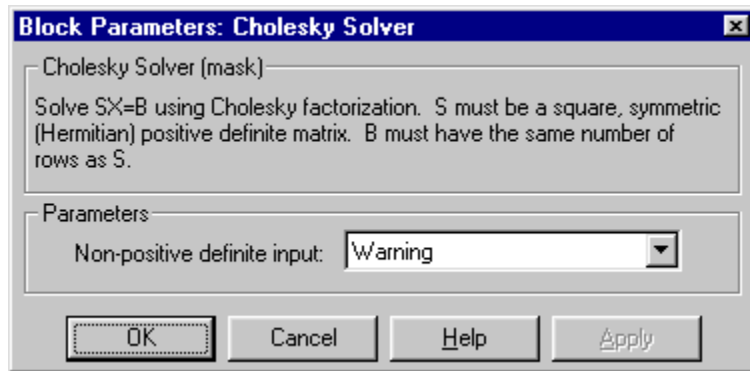 Block Parameters: Cholesky Solver
Cholesky Solver (mask)
Solve SX=B using Cholesky factorization.  S must be a square, symmetric
(Hermitian) positive definite matrix.  B must have the same number of
rows as S.
Parameters
Non-positive definite input: Warning
OK Cancel Help Apply